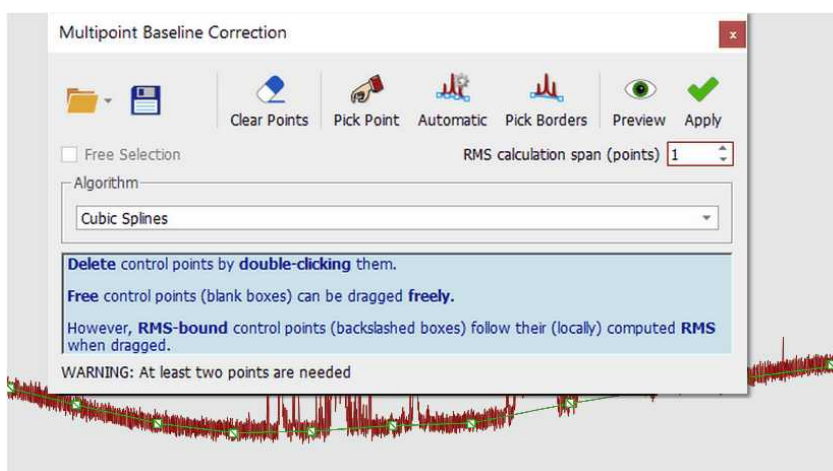 Multipoint Baseline Correction
x
Clear Points Pick Point Automatic Pick Borders Preview Apply
Free Selection RMS calculation span (points) 1
Algorithm
Cubic Splines
Delete control points by double-clicking them.
Free control points (blank boxes) can be dragged freely.
However, RMS-bound control points (backslashed boxes) follow their (locally) computed RMS
when dragged.
WARNING: At least two points are needed